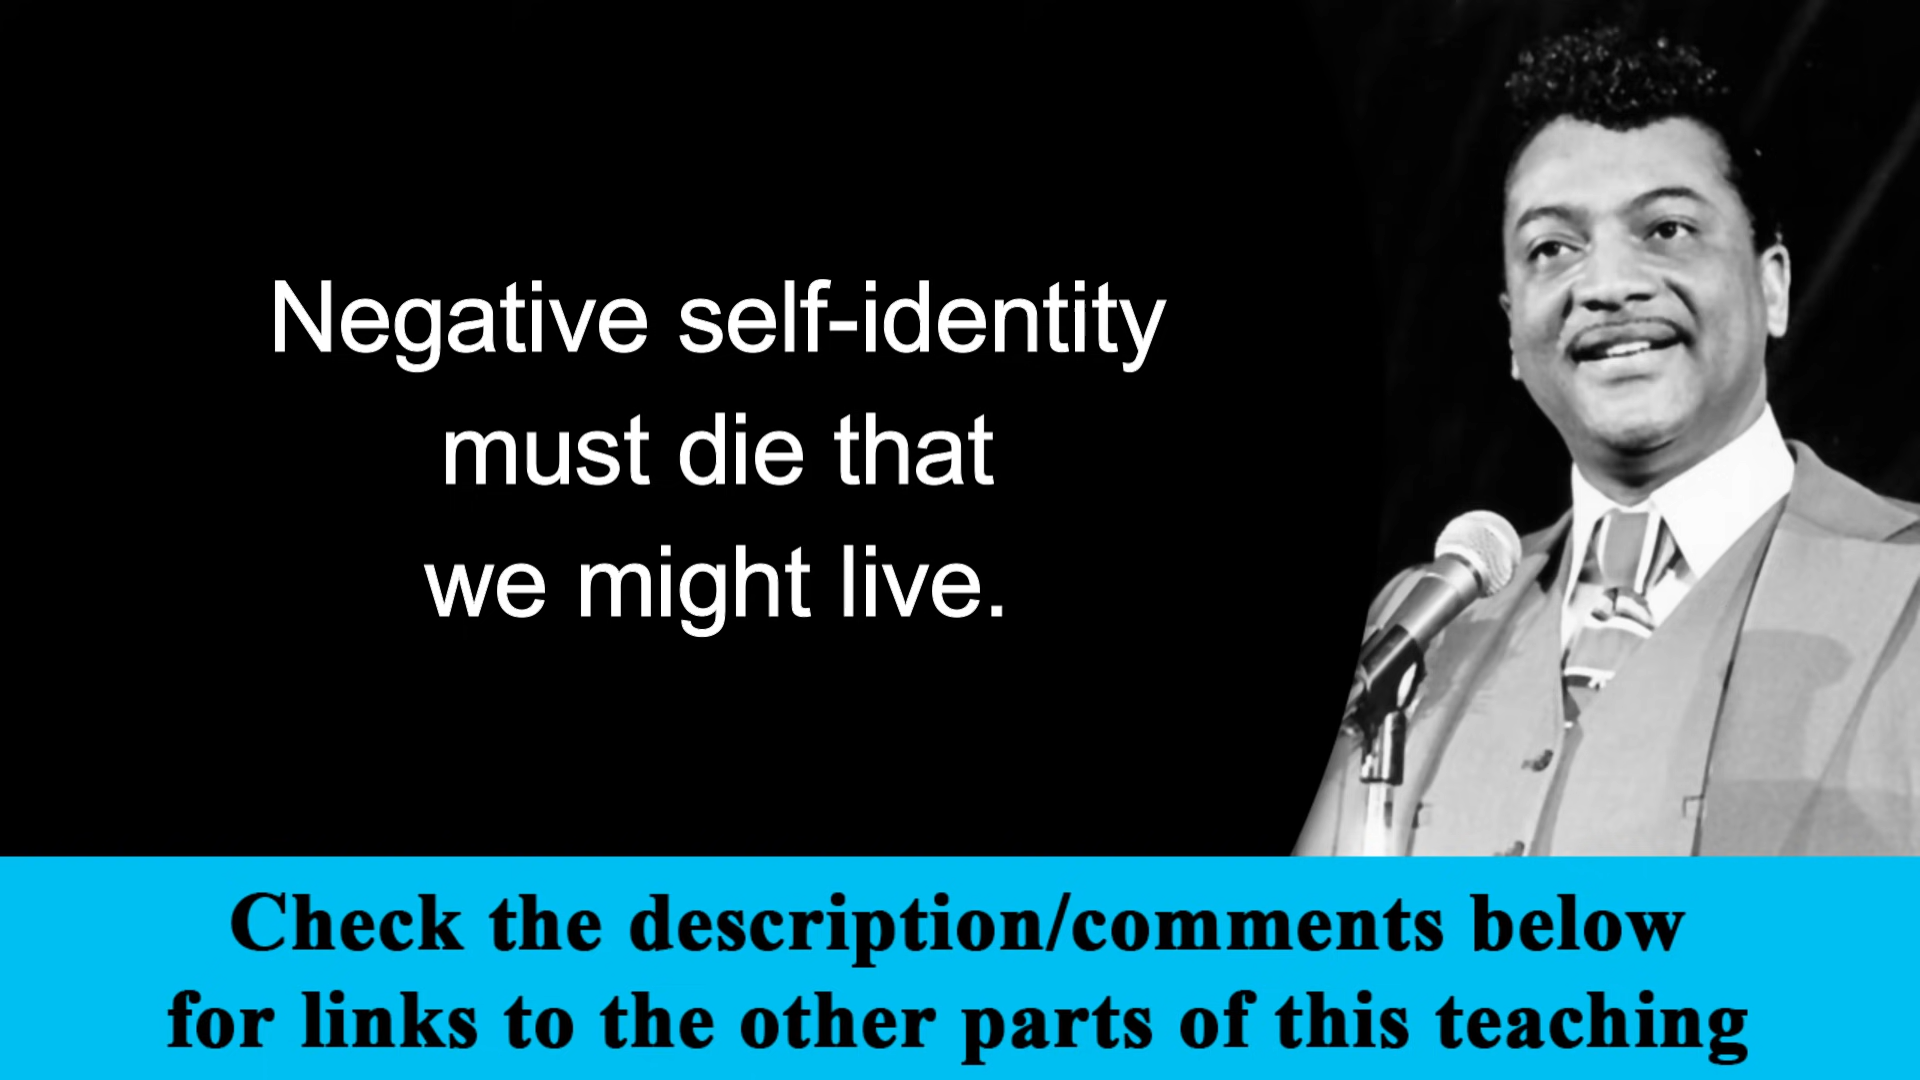 Negative self-identity
must die that
we might live.
Check the description/comments below
for links to the other parts of this teaching